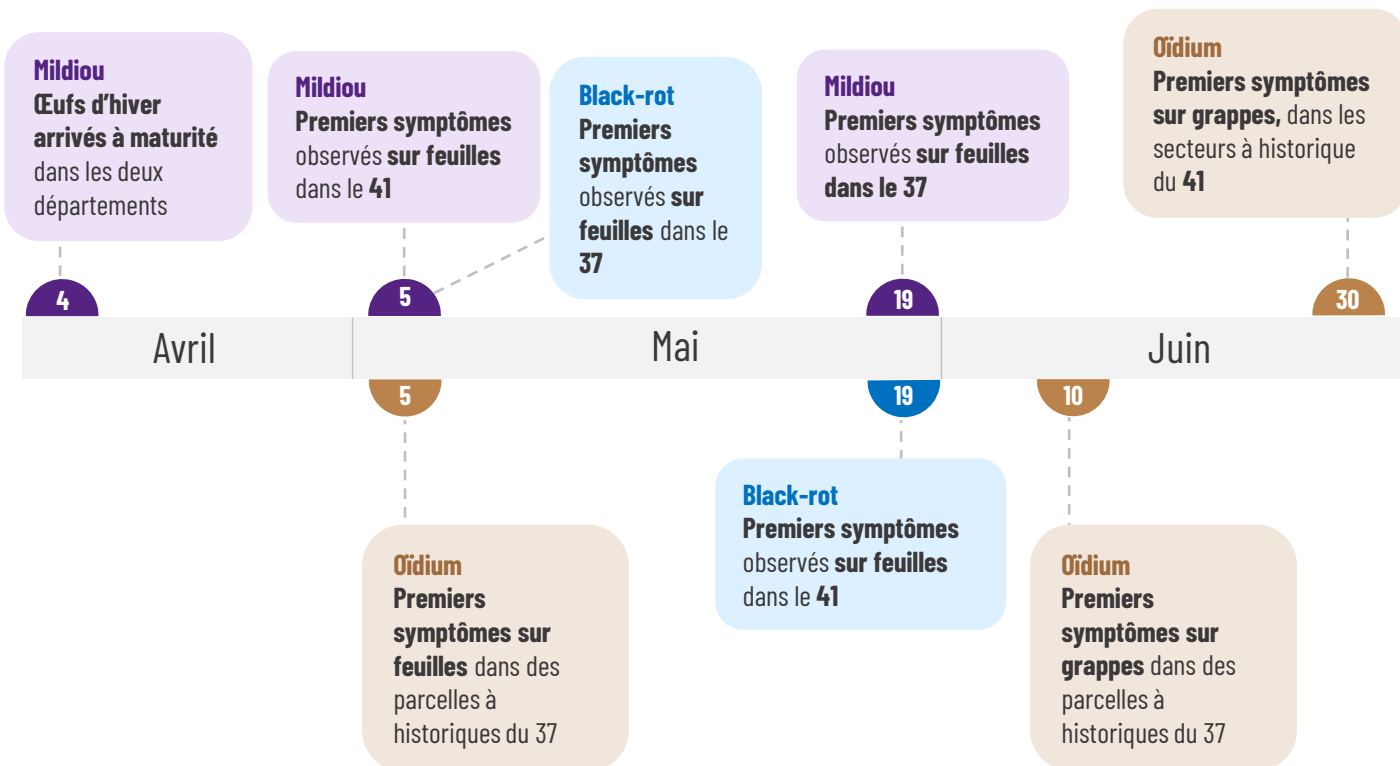 Mildiou
Œufs d’hiver
arrivés à maturité
dans les deux
départements
Mildiou
Premiers symptômes
observés sur feuilles
dans le 41
Black-rot
Premiers
symptômes
observés sur
feuilles dans le
37
Mildiou
Premiers symptômes
observés sur feuilles
dans le 37
Oïdium
Premiers symptômes
sur grappes, dans les
secteurs à historique
du 41
4
5
19
30
Avril
Mai
Juin
5
19
10
Oïdium
Premiers
symptômes sur
feuilles dans des
parcelles à
historiques du 37
Black-rot
Premiers symptômes
observés sur feuilles
dans le 41
Oïdium
Premiers
symptômes sur
grappes dans des
parcelles à
historiques du 37